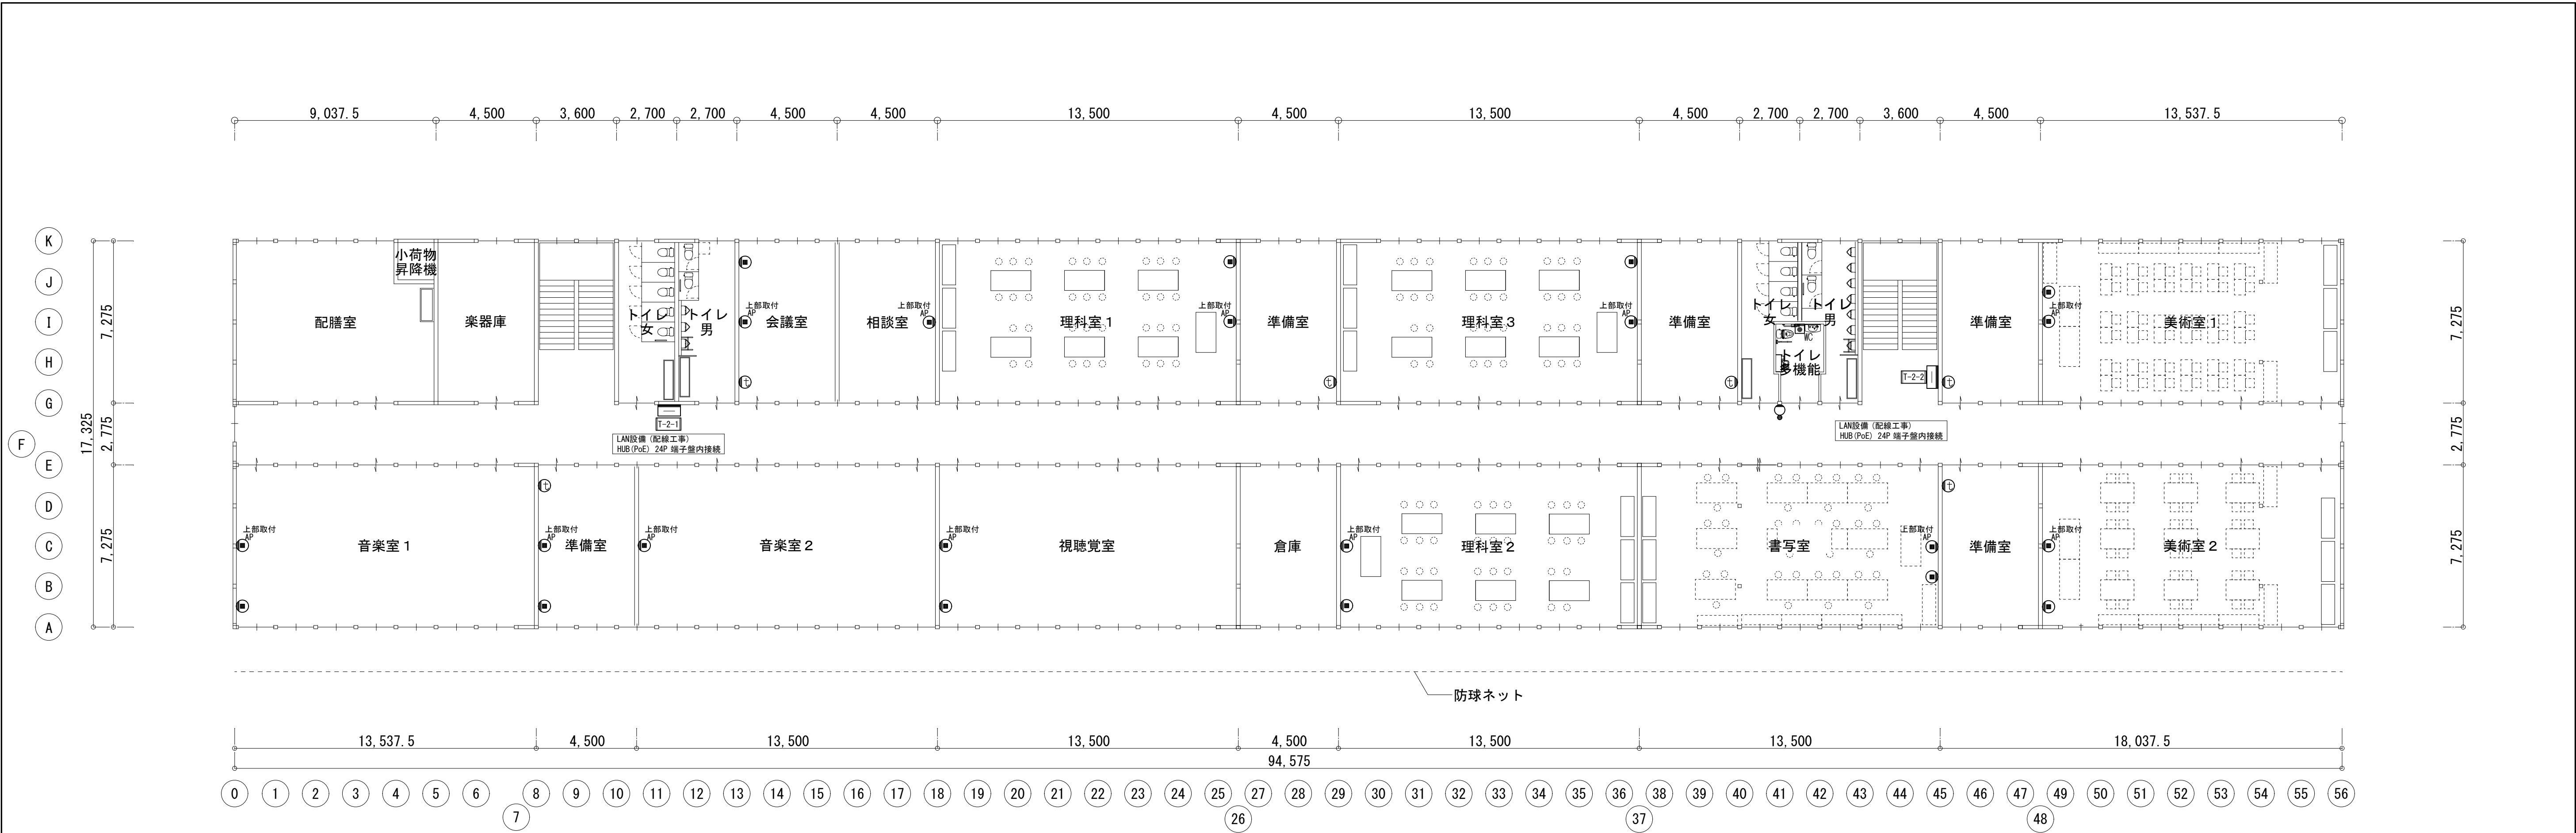 9,037.5 4,500 3,600 2,700 2,700 4,500 4,500 13,500 4,500 13,500 4,500 2,700 2,700 3,600 4,500 13,537.5
K
J
I
H
G
F
E
D
C
B
A
7,275
2,775
7,275
17,325
小荷物
昇降機
配膳室
楽器庫
トイレ
女
トイレ
男
上部取付
AP
会議室
相談室
上部取付
AP
理科室1
上部取付
AP
準備室
理科室3
上部取付
AP
準備室
トイレ
女
トイレ
男
WC
トイレ
多機能
準備室
上部取付
AP
美術室1
t
t
t
t
T-2-1
T-2-2
LAN設備(配線工事)
HUB(PoE) 24P 端子盤内接続
LAN設備(配線工事)
HUB(PoE) 24P 端子盤内接続
7,275
2,775
7,275
t
t
上部取付
AP
音楽室1
上部取付
AP
準備室
上部取付
AP
音楽室2
上部取付
AP
視聴覚室
倉庫
上部取付
AP
理科室2
書写室
上部取付
AP
準備室
上部取付
AP
美術室2
防球ネット
13,537.5 4,500 13,500 13,500 4,500 13,500 13,500 18,037.5
94,575
0 1 2 3 4 5 6 8 9 10 11 12 13 14 15 16 17 18 19 20 21 22 23 24 25 27 28 29 30 31 32 33 34 35 36 38 39 40 41 42 43 44 45 46 47 49 50 51 52 53 54 55 56
7 26 37 48